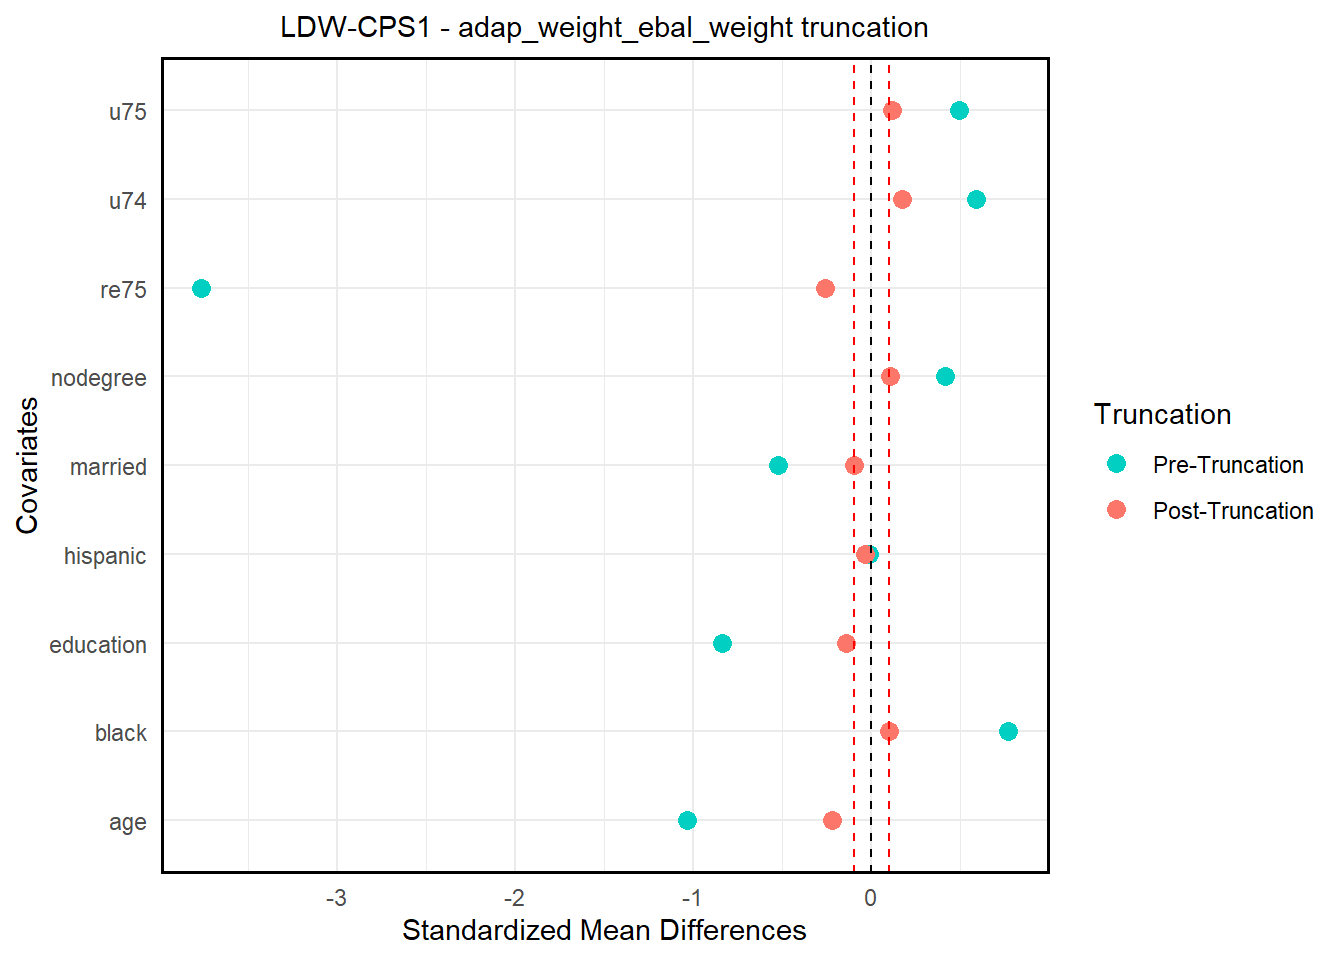 LDW-CPS1 - adap_weight_ebal_weight truncation
u75
u74
re75
nodegree
married
hispanic
education
black
age
Covariates
-3
-2
-1
0
Standardized Mean Differences
Truncation
Pre-Truncation
Post-Truncation